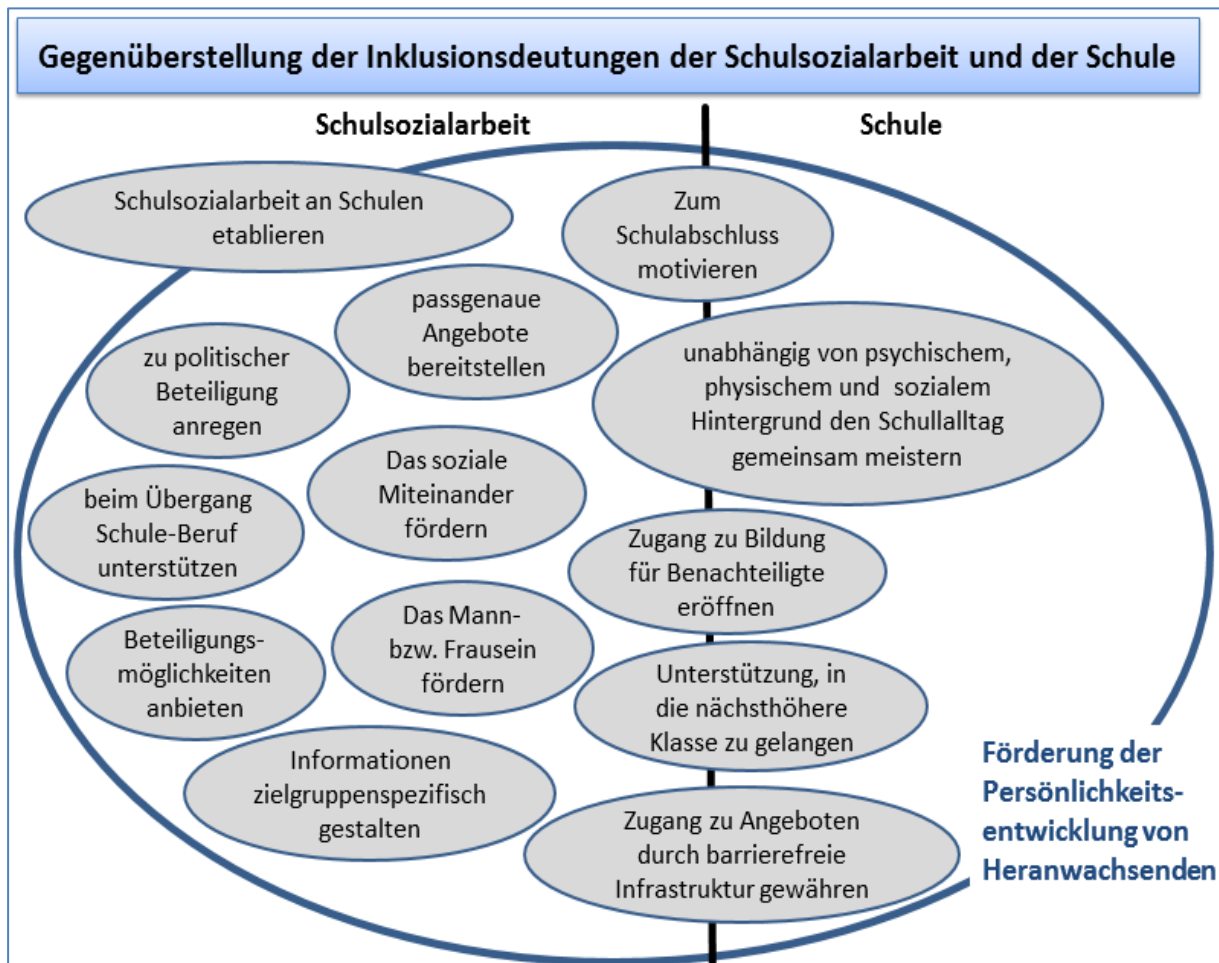 Gegenüberstellung der Inklusionsdeutungen der Schulsozialarbeit und der Schule
Schulsozialarbeit
Schule
Schulsozialarbeit an Schulen
etablieren
Zum
Schulabschluss
motivieren
passgenaue
Angebote
bereitstellen
zu politischer
Beteiligung
anregen
unabhängig von psychischem,
physischem und sozialem
Hintergrund den Schullalltag
gemeinsam meistern
Das soziale
Miteinander
fördern
beim Übergang
Schule-Beruf
unterstützen
Zugang zu Bildung
für Benachteiligte
eröffnen
Das Mann-
bzw. Frausein
fördern
Beteiligungs-
möglichkeiten
anbieten
Unterstützung, in
die nächsthöhere
Klasse zu gelangen
Informationen
zielgruppenspezifisch
gestalten
Zugang zu Angeboten
durch barrierefreie
Infrastruktur gewähren
Förderung der
Persönlichkeits-
entwicklung von
Heranwachsenden